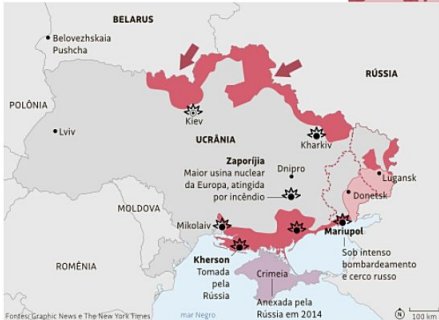 BELARUS
Belovezhskaia
Pushcha
RÚSSIA
POLÔNIA
Kiev
Lviv
UCRÂNIA
Kharkiv
Zaporíjia
Maior usina nuclear
da Europa, atingida
por incêndio
Dnipro
Lugansk
Donetsk
MOLDOVA
Mikolaiv
Mariupol
Sob intenso
bombardeamento
e cerco russo
ROMÊNIA
Kherson
Tomada
pela
Rússia
Crimeia
Anexada pela
Rússia em 2014
mar Negro
Fontes: Graphic News e The New York Times
N
100 km